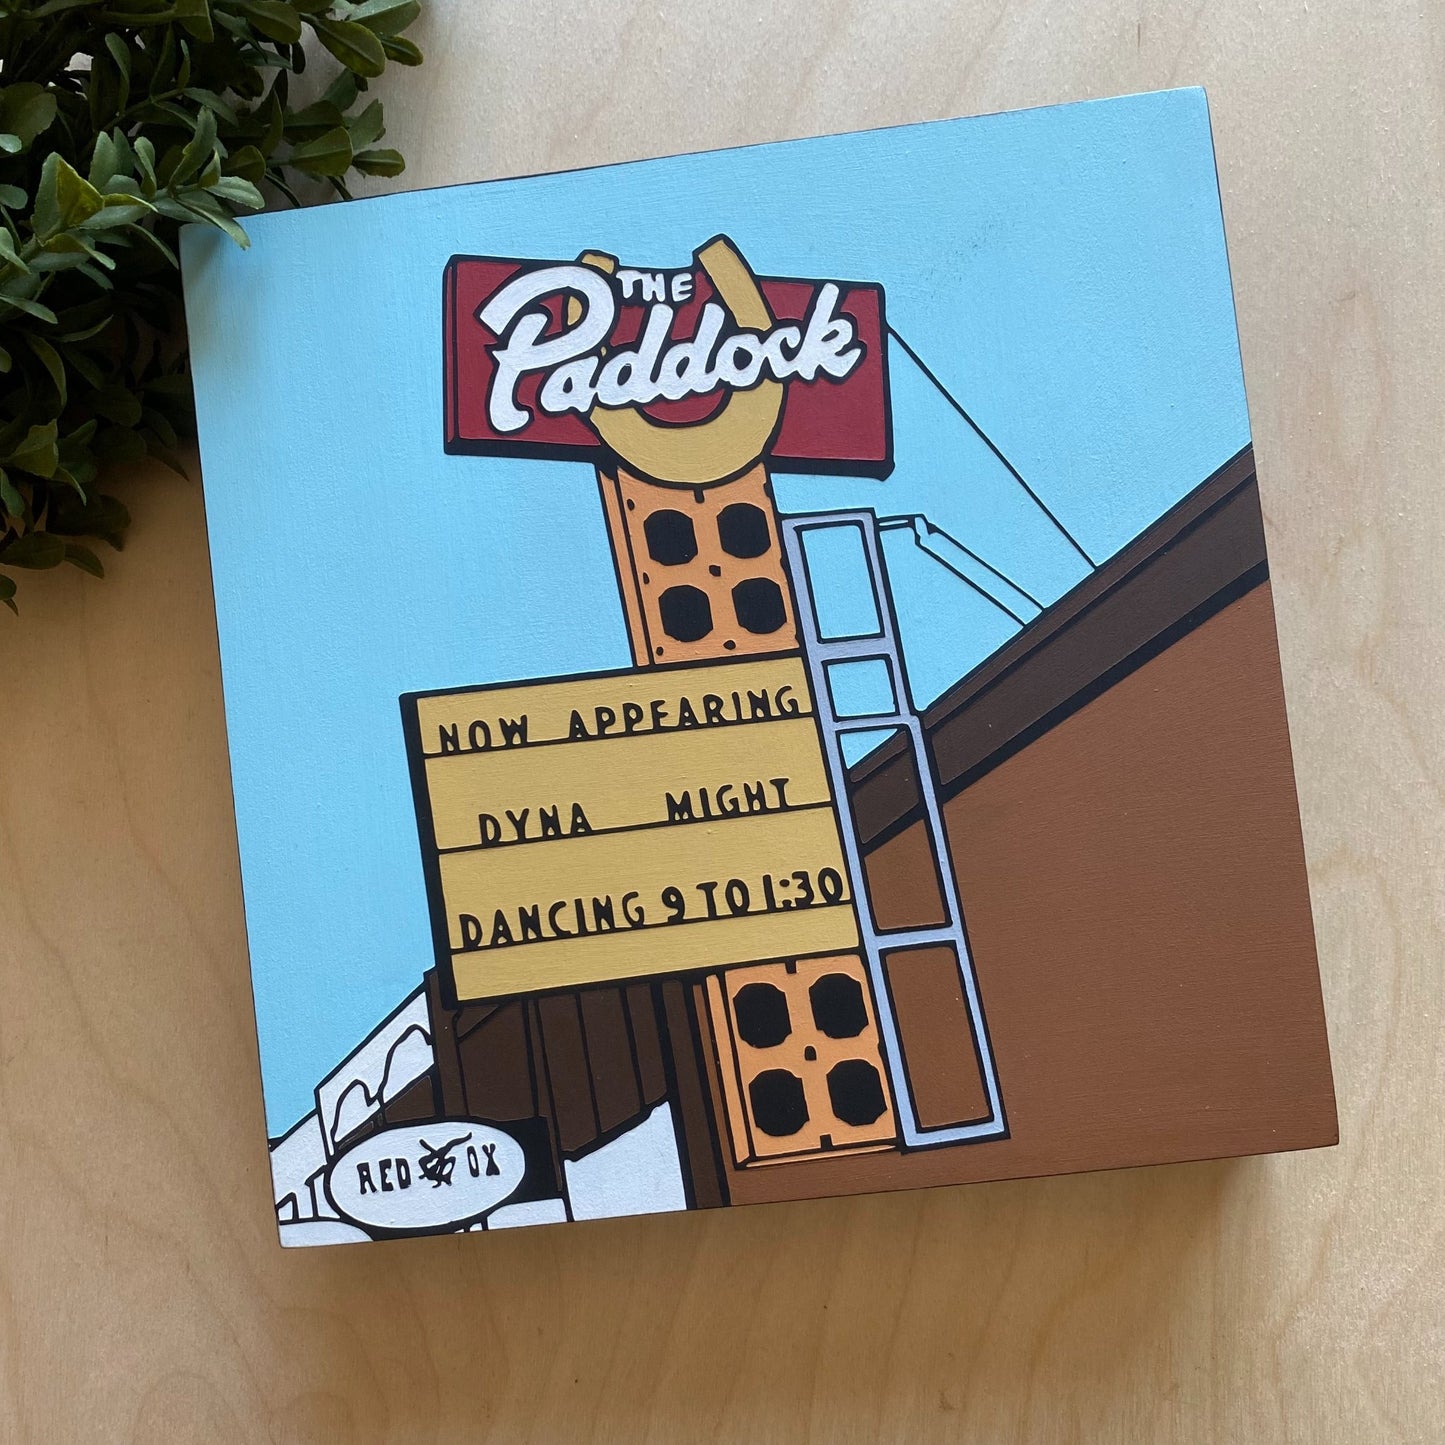 THE
Paddock
NOW APPEARING
DYNA MIGHT
DANCING 9 TO 1:30
RED OX